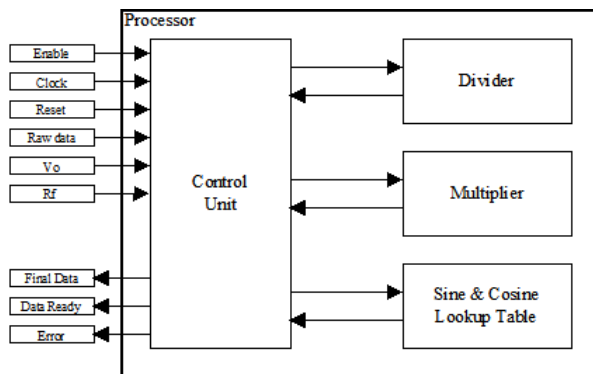 Processor
Enable
Clock
Reset
Raw data
Vo
Rf
Final Data
Data Ready
Error
Control
Unit
Divider
Multiplier
Sine & Cosine
Lookup Table